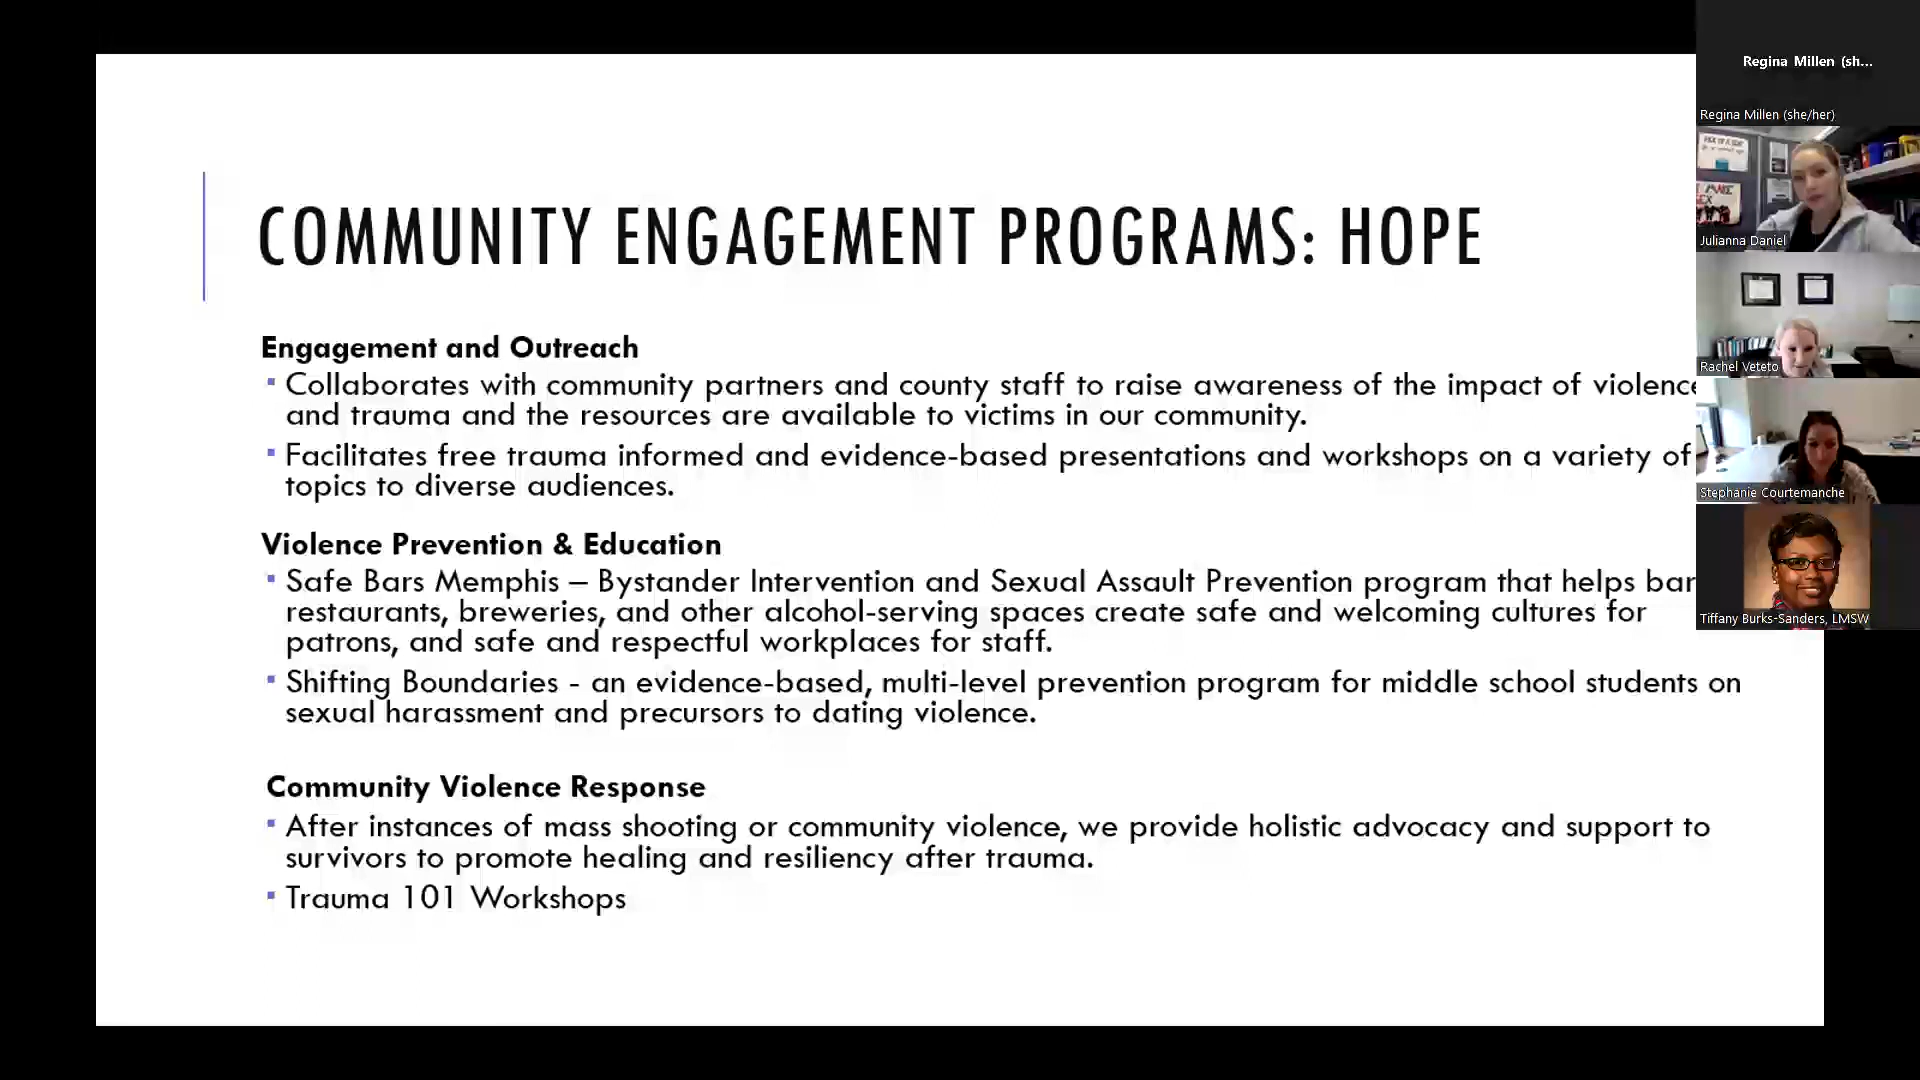 COMMUNITY ENGAGEMENT PROGRAMS: HOPE
Engagement and Outreach
Collaborates with community partners and county staff to raise awareness of the impact of violence
and trauma and the resources are available to victims in our community.
Facilitates free trauma informed and evidence-based presentations and workshops on a variety of
topics to diverse audiences.
Violence Prevention & Education
Safe Bars Memphis – Bystander Intervention and Sexual Assault Prevention program that helps bar
restaurants, breweries, and other alcohol-serving spaces create safe and welcoming cultures for
patrons, and safe and respectful workplaces for staff.
Shifting Boundaries - an evidence-based, multi-level prevention program for middle school students on
sexual harassment and precursors to dating violence.
Community Violence Response
After instances of mass shooting or community violence, we provide holistic advocacy and support to
survivors to promote healing and resiliency after trauma.
Trauma 101 Workshops
Regina Millen (sh...
Regina Millen (she/her)
Julianna Daniel
Rachel Veteto
Stephanie Courtemanche
Tiffany Burks-Sanders, LMSW